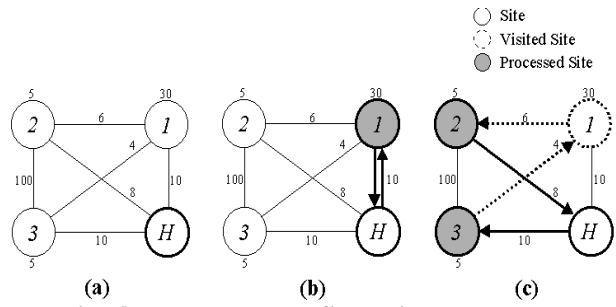 Site
Visited Site
Processed Site
5 30 5 30 5 30
2 6 1 2 6 1 2 6 1
4 4 4
100 10 100 10 100 10
8 8 8
3 10 H 3 10 H 3 10 H
5 5 5
(a) (b) (c)